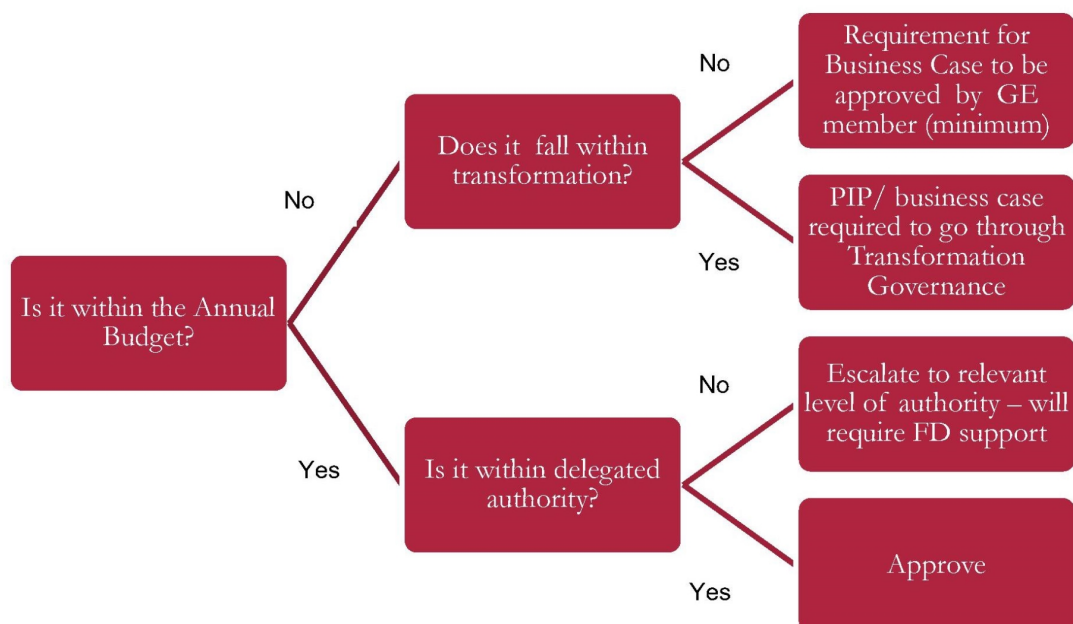 Is it within the Annual
Budget?
No
Yes
Does it fall within
transformation?
No
Yes
Requirement for
Business Case to be
approved by GE
member (minimum)
PIP/ business case
required to go through
Transformation
Governance
Is it within delegated
authority?
No
Yes
Escalate to relevant
level of authority – will
require FD support
Approve